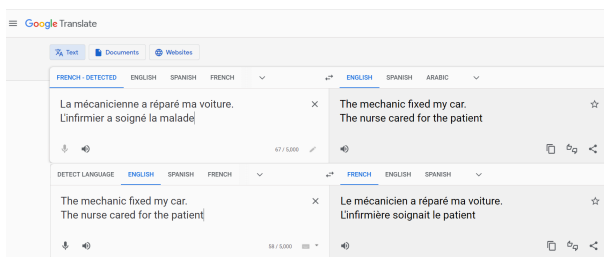 Google Translate
Text Documents Websites
FRENCH - DETECTED ENGLISH SPANISH FRENCH ENGLISH SPANISH ARABIC
La mécanicienne a réparé ma voiture. The mechanic fixed my car.
L'infirmier a soigné la malade The nurse cared for the patient
67 / 5,000
DETECT LANGUAGE ENGLISH SPANISH FRENCH FRENCH ENGLISH SPANISH
The mechanic fixed my car. Le mécanicien a réparé ma voiture.
The nurse cared for the patient L'infirmière soignait le patient
58 / 5,000